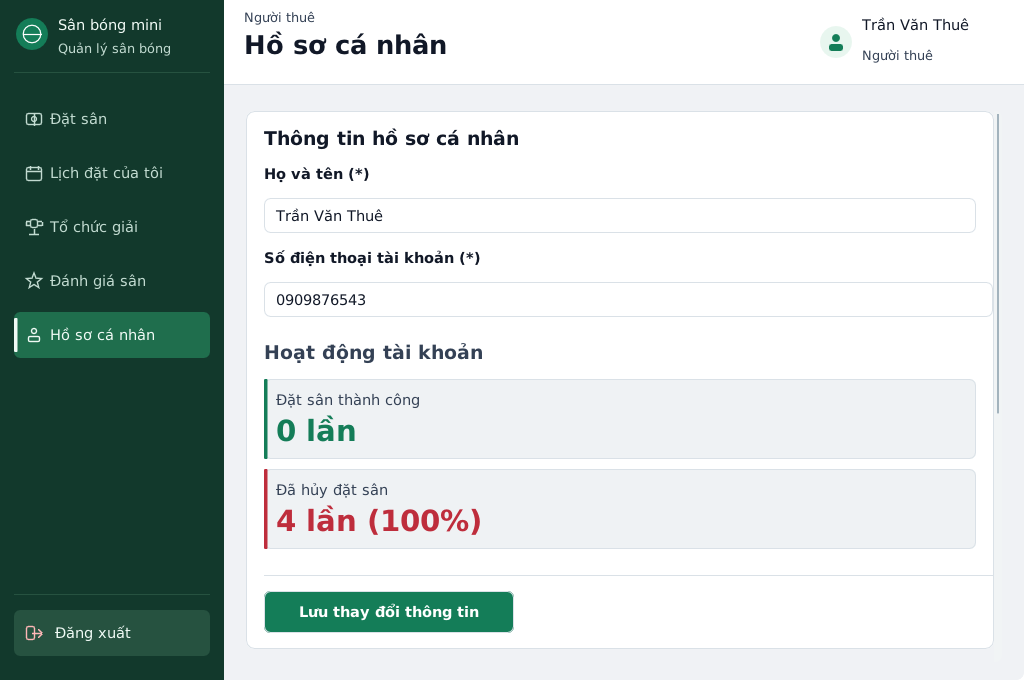 Sân bóng mini
Quản lý sân bóng
Đặt sân
Lịch đặt của tôi
Tổ chức giải
Đánh giá sân
Hồ sơ cá nhân
Đăng xuất
Người thuê
Hồ sơ cá nhân
Trần Văn Thuê
Người thuê
Thông tin hồ sơ cá nhân
Họ và tên (*)
Trần Văn Thuê
Số điện thoại tài khoản (*)
0909876543
Hoạt động tài khoản
Đặt sân thành công
0 lần
Đã hủy đặt sân
4 lần (100%)
Lưu thay đổi thông tin